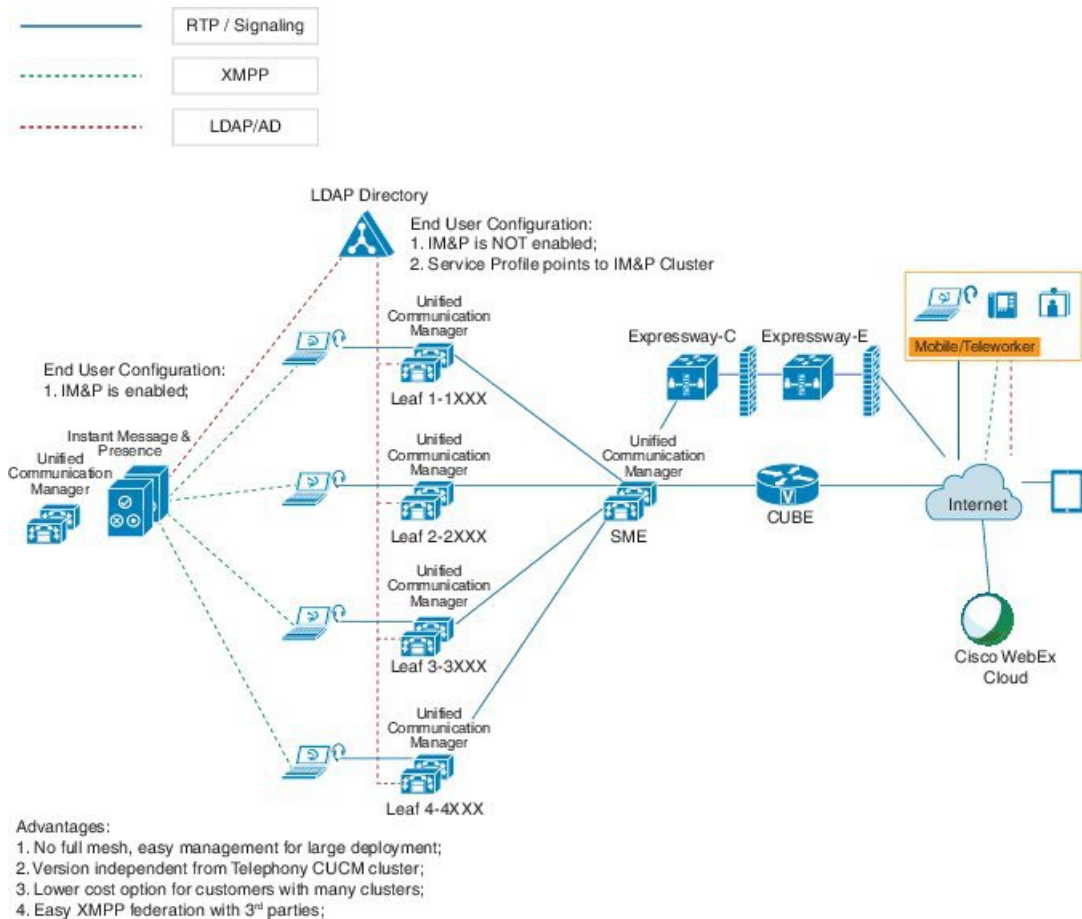 RTP / Signaling
XMPP
LDAP/AD
LDAP Directory
End User Configuration:
1. IM&P is NOT enabled;
2. Service Profile points to IM&P Cluster
Unified
Communication
Manager
Leaf 1-1XXX
Expressway-C
Expressway-E
Mobile/Teleworker
End User Configuration:
1. IM&P is enabled;
Instant Message &
Presence
Unified
Communication
Manager
Unified
Communication
Manager
Leaf 2-2XXX
Unified
Communication
Manager
SME
CUBE
Internet
Unified
Communication
Manager
Leaf 3-3XXX
Cisco WebEx
Cloud
Unified
Communication
Manager
Leaf 4-4XXX
Advantages:
1. No full mesh, easy management for large deployment;
2. Version independent from Telephony CUCM cluster;
3. Lower cost option for customers with many clusters;
4. Easy XMPP federation with 3rd parties;